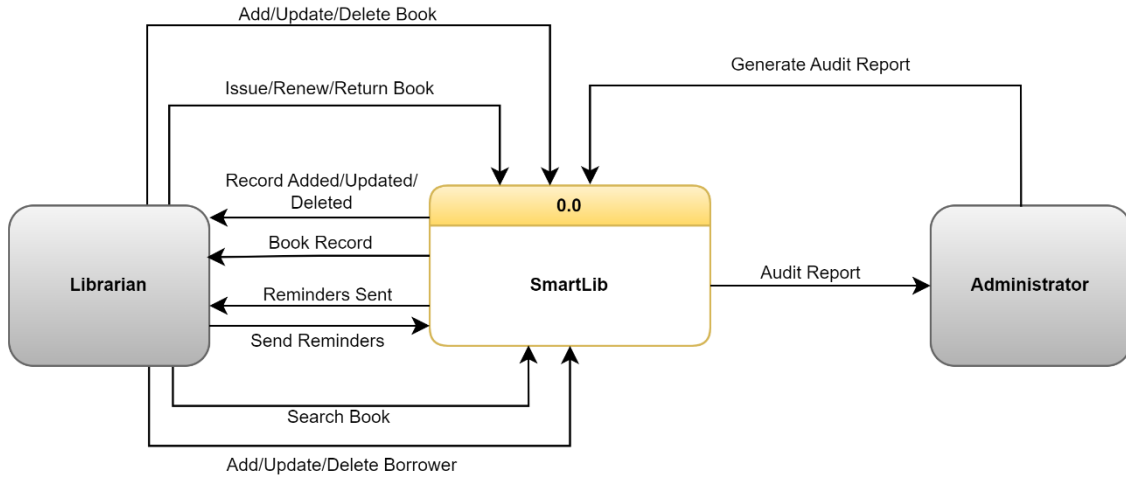 Add/Update/Delete Book
Issue/Renew/Return Book
Generate Audit Report
Record Added/Updated/
Deleted
0.0
Book Record
Librarian
SmartLib
Audit Report
Administrator
Reminders Sent
Send Reminders
Search Book
Add/Update/Delete Borrower